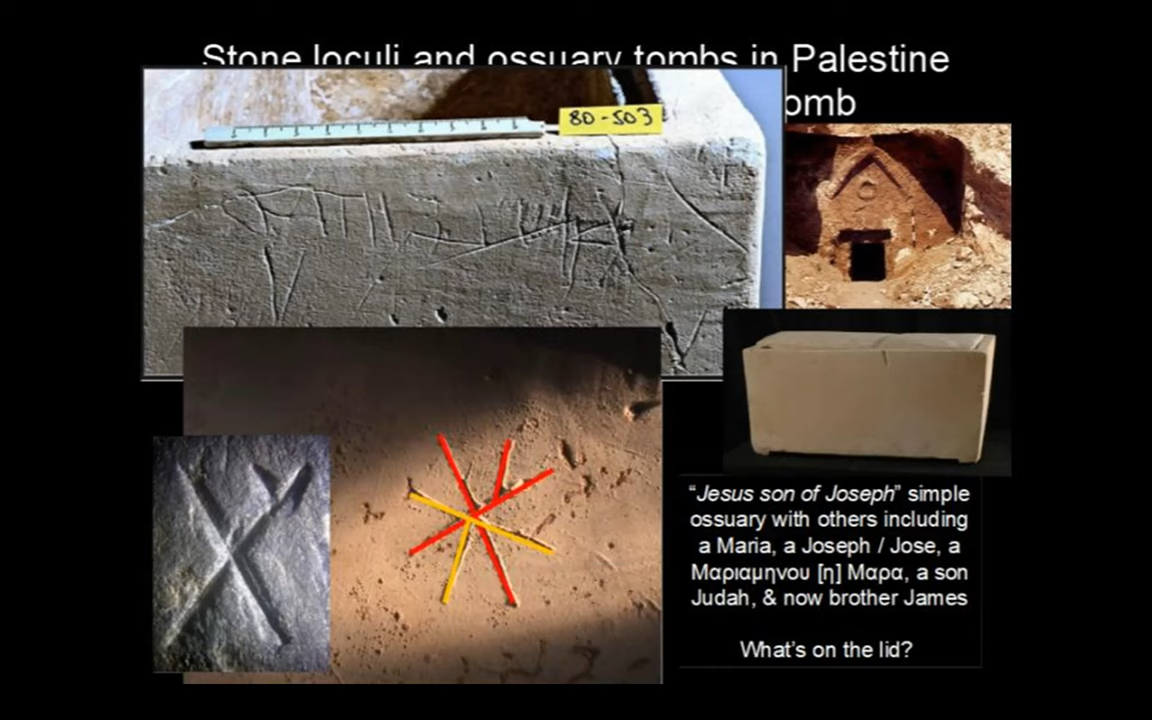 Stone loculi and ossuary tombs in Palestine
omb
80-503
“Jesus son of Joseph” simple
ossuary with others including
a Maria, a Joseph / Jose, a
Μαριαμηνου [η] Μαρα, a son
Judah, & now brother James
What’s on the lid?